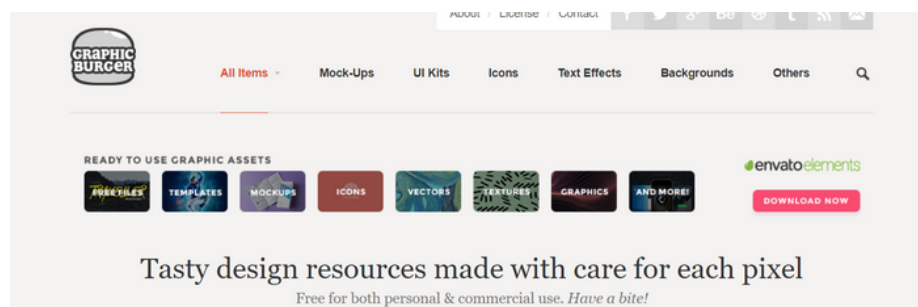 About / License / Contact
GRAPHIC
BURGER
All Items Mock-Ups UI Kits Icons Text Effects Backgrounds Others
READY TO USE GRAPHIC ASSETS
FREE FILES TEMPLATES MOCKUPS ICONS VECTORS TEXTURES GRAPHICS AND MORE!
envatoelements
DOWNLOAD NOW
Tasty design resources made with care for each pixel
Free for both personal & commercial use. Have a bite!